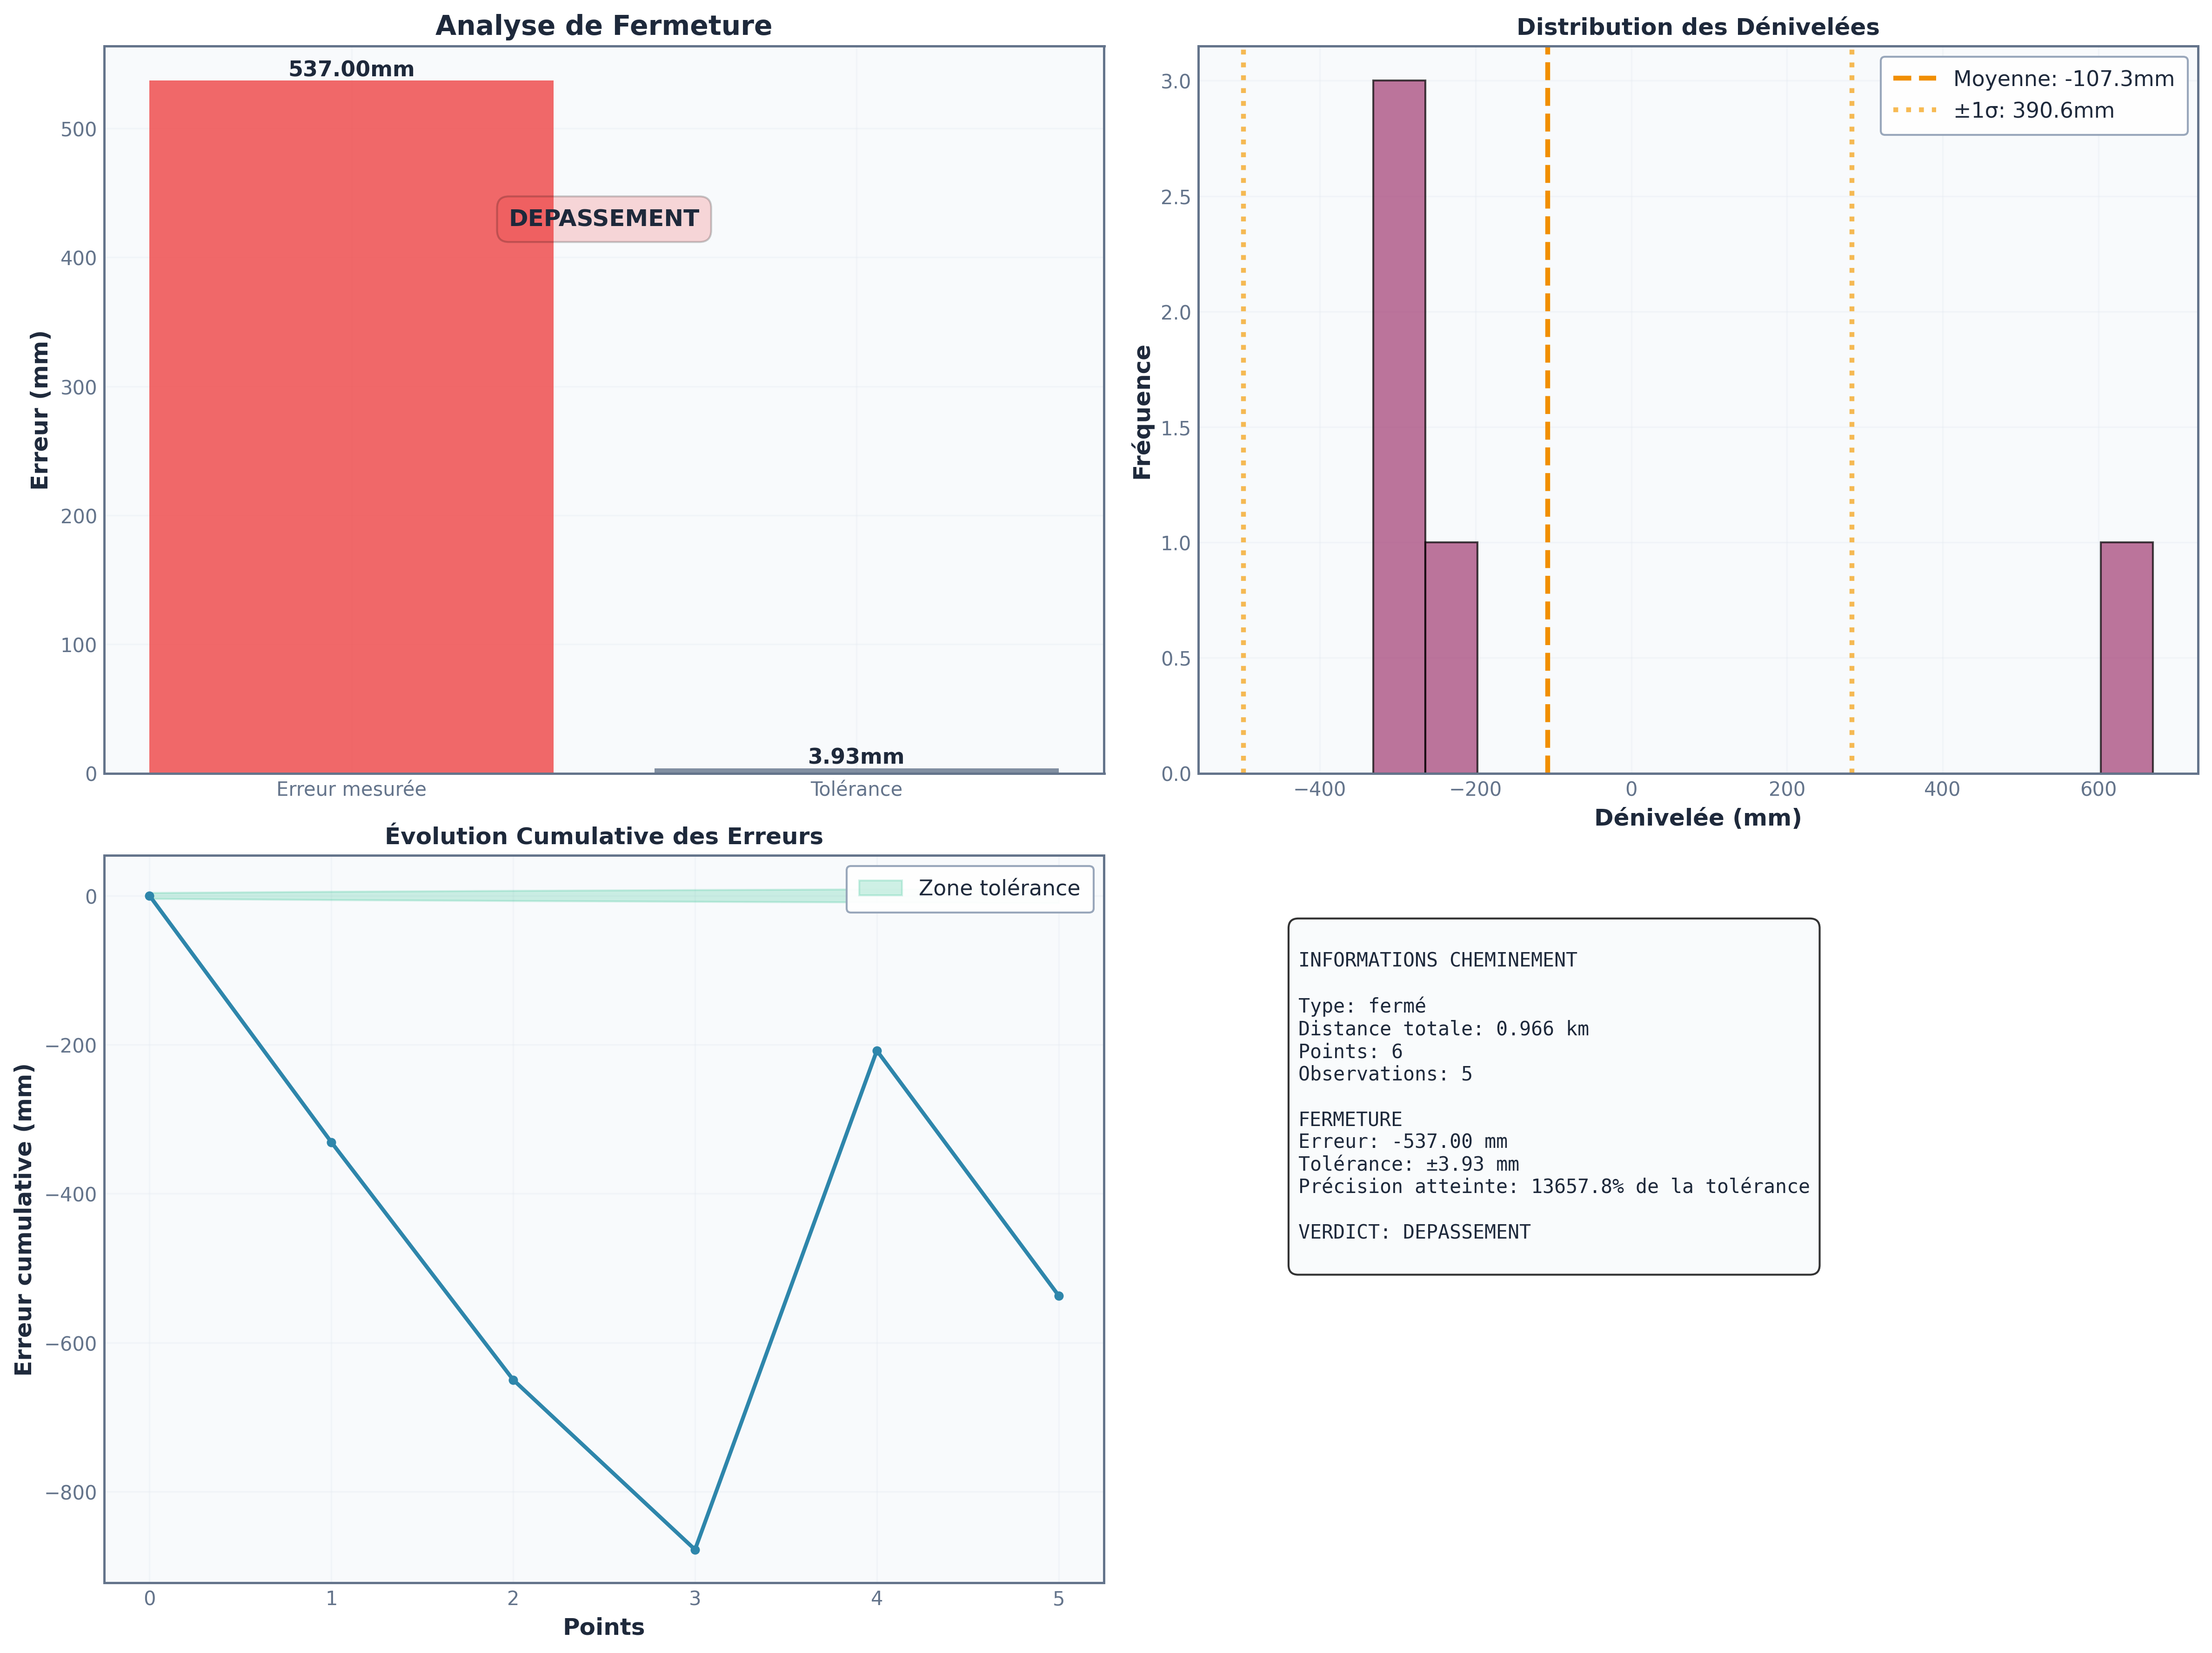 Analyse de Fermeture
537.00mm
DEPASSEMENT
3.93mm
Erreur (mm)
500
400
300
200
100
0
Erreur mesurée
Tolérance
Distribution des Dénivelées
Moyenne: -107.3mm
±1σ: 390.6mm
Fréquence
3.0
2.5
2.0
1.5
1.0
0.5
0.0
−400
−200
0
200
400
600
Dénivelée (mm)
Évolution Cumulative des Erreurs
Zone tolérance
Erreur cumulative (mm)
0
−200
−400
−600
−800
0
1
2
3
4
5
Points
INFORMATIONS CHEMINEMENT
Type: fermé
Distance totale: 0.966 km
Points: 6
Observations: 5
FERMETURE
Erreur: -537.00 mm
Tolérance: ±3.93 mm
Précision atteinte: 13657.8% de la tolérance
VERDICT: DEPASSEMENT